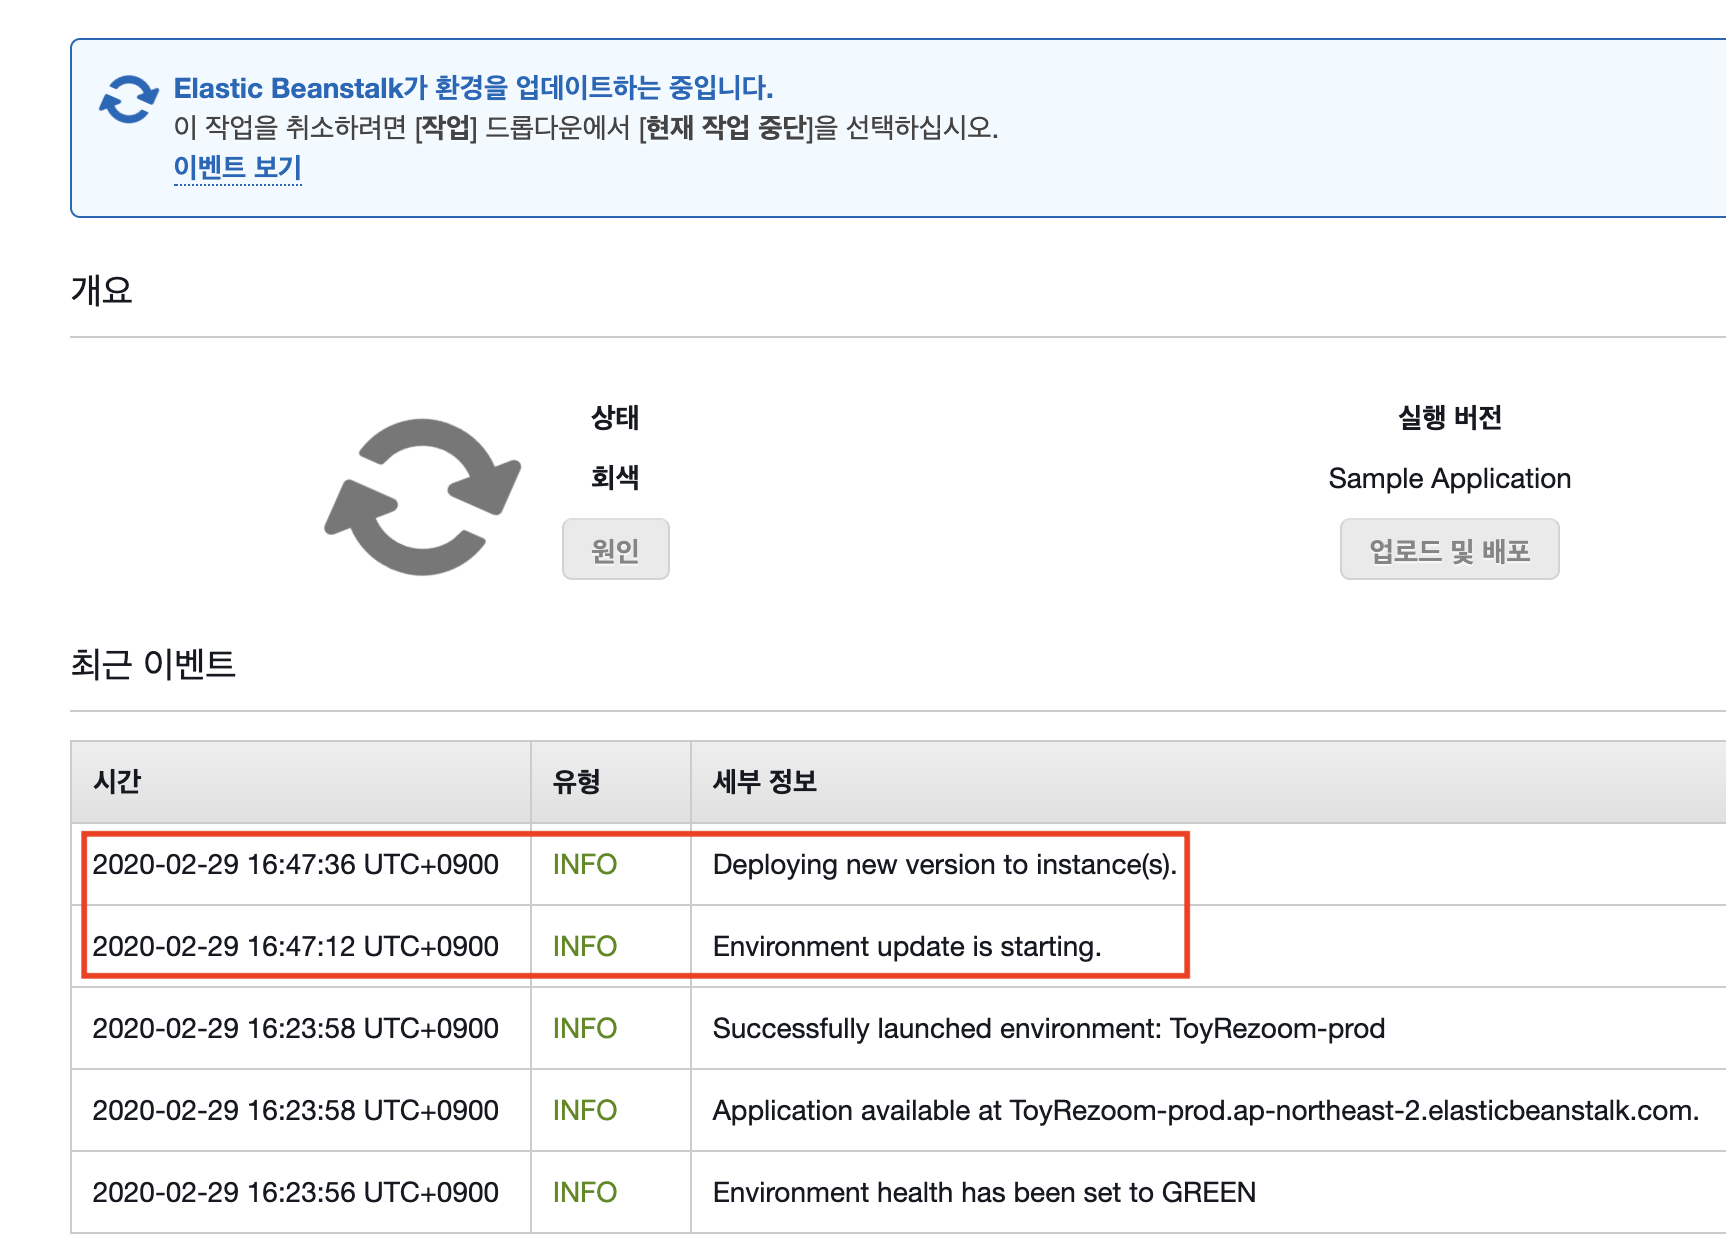 Elastic Beanstalk가 환경을 업데이트하는 중입니다.
이 작업을 취소하려면 [작업] 드롭다운에서 [현재 작업 중단]을 선택하십시오.
이벤트 보기
개요
상태
회색
원인
실행 버전
Sample Application
업로드 및 배포
최근 이벤트
시간 유형 세부 정보
2020-02-29 16:47:36 UTC+0900 INFO Deploying new version to instance(s).
2020-02-29 16:47:12 UTC+0900 INFO Environment update is starting.
2020-02-29 16:23:58 UTC+0900 INFO Successfully launched environment: ToyRezoom-prod
2020-02-29 16:23:58 UTC+0900 INFO Application available at ToyRezoom-prod.ap-northeast-2.elasticbeanstalk.com.
2020-02-29 16:23:56 UTC+0900 INFO Environment health has been set to GREEN